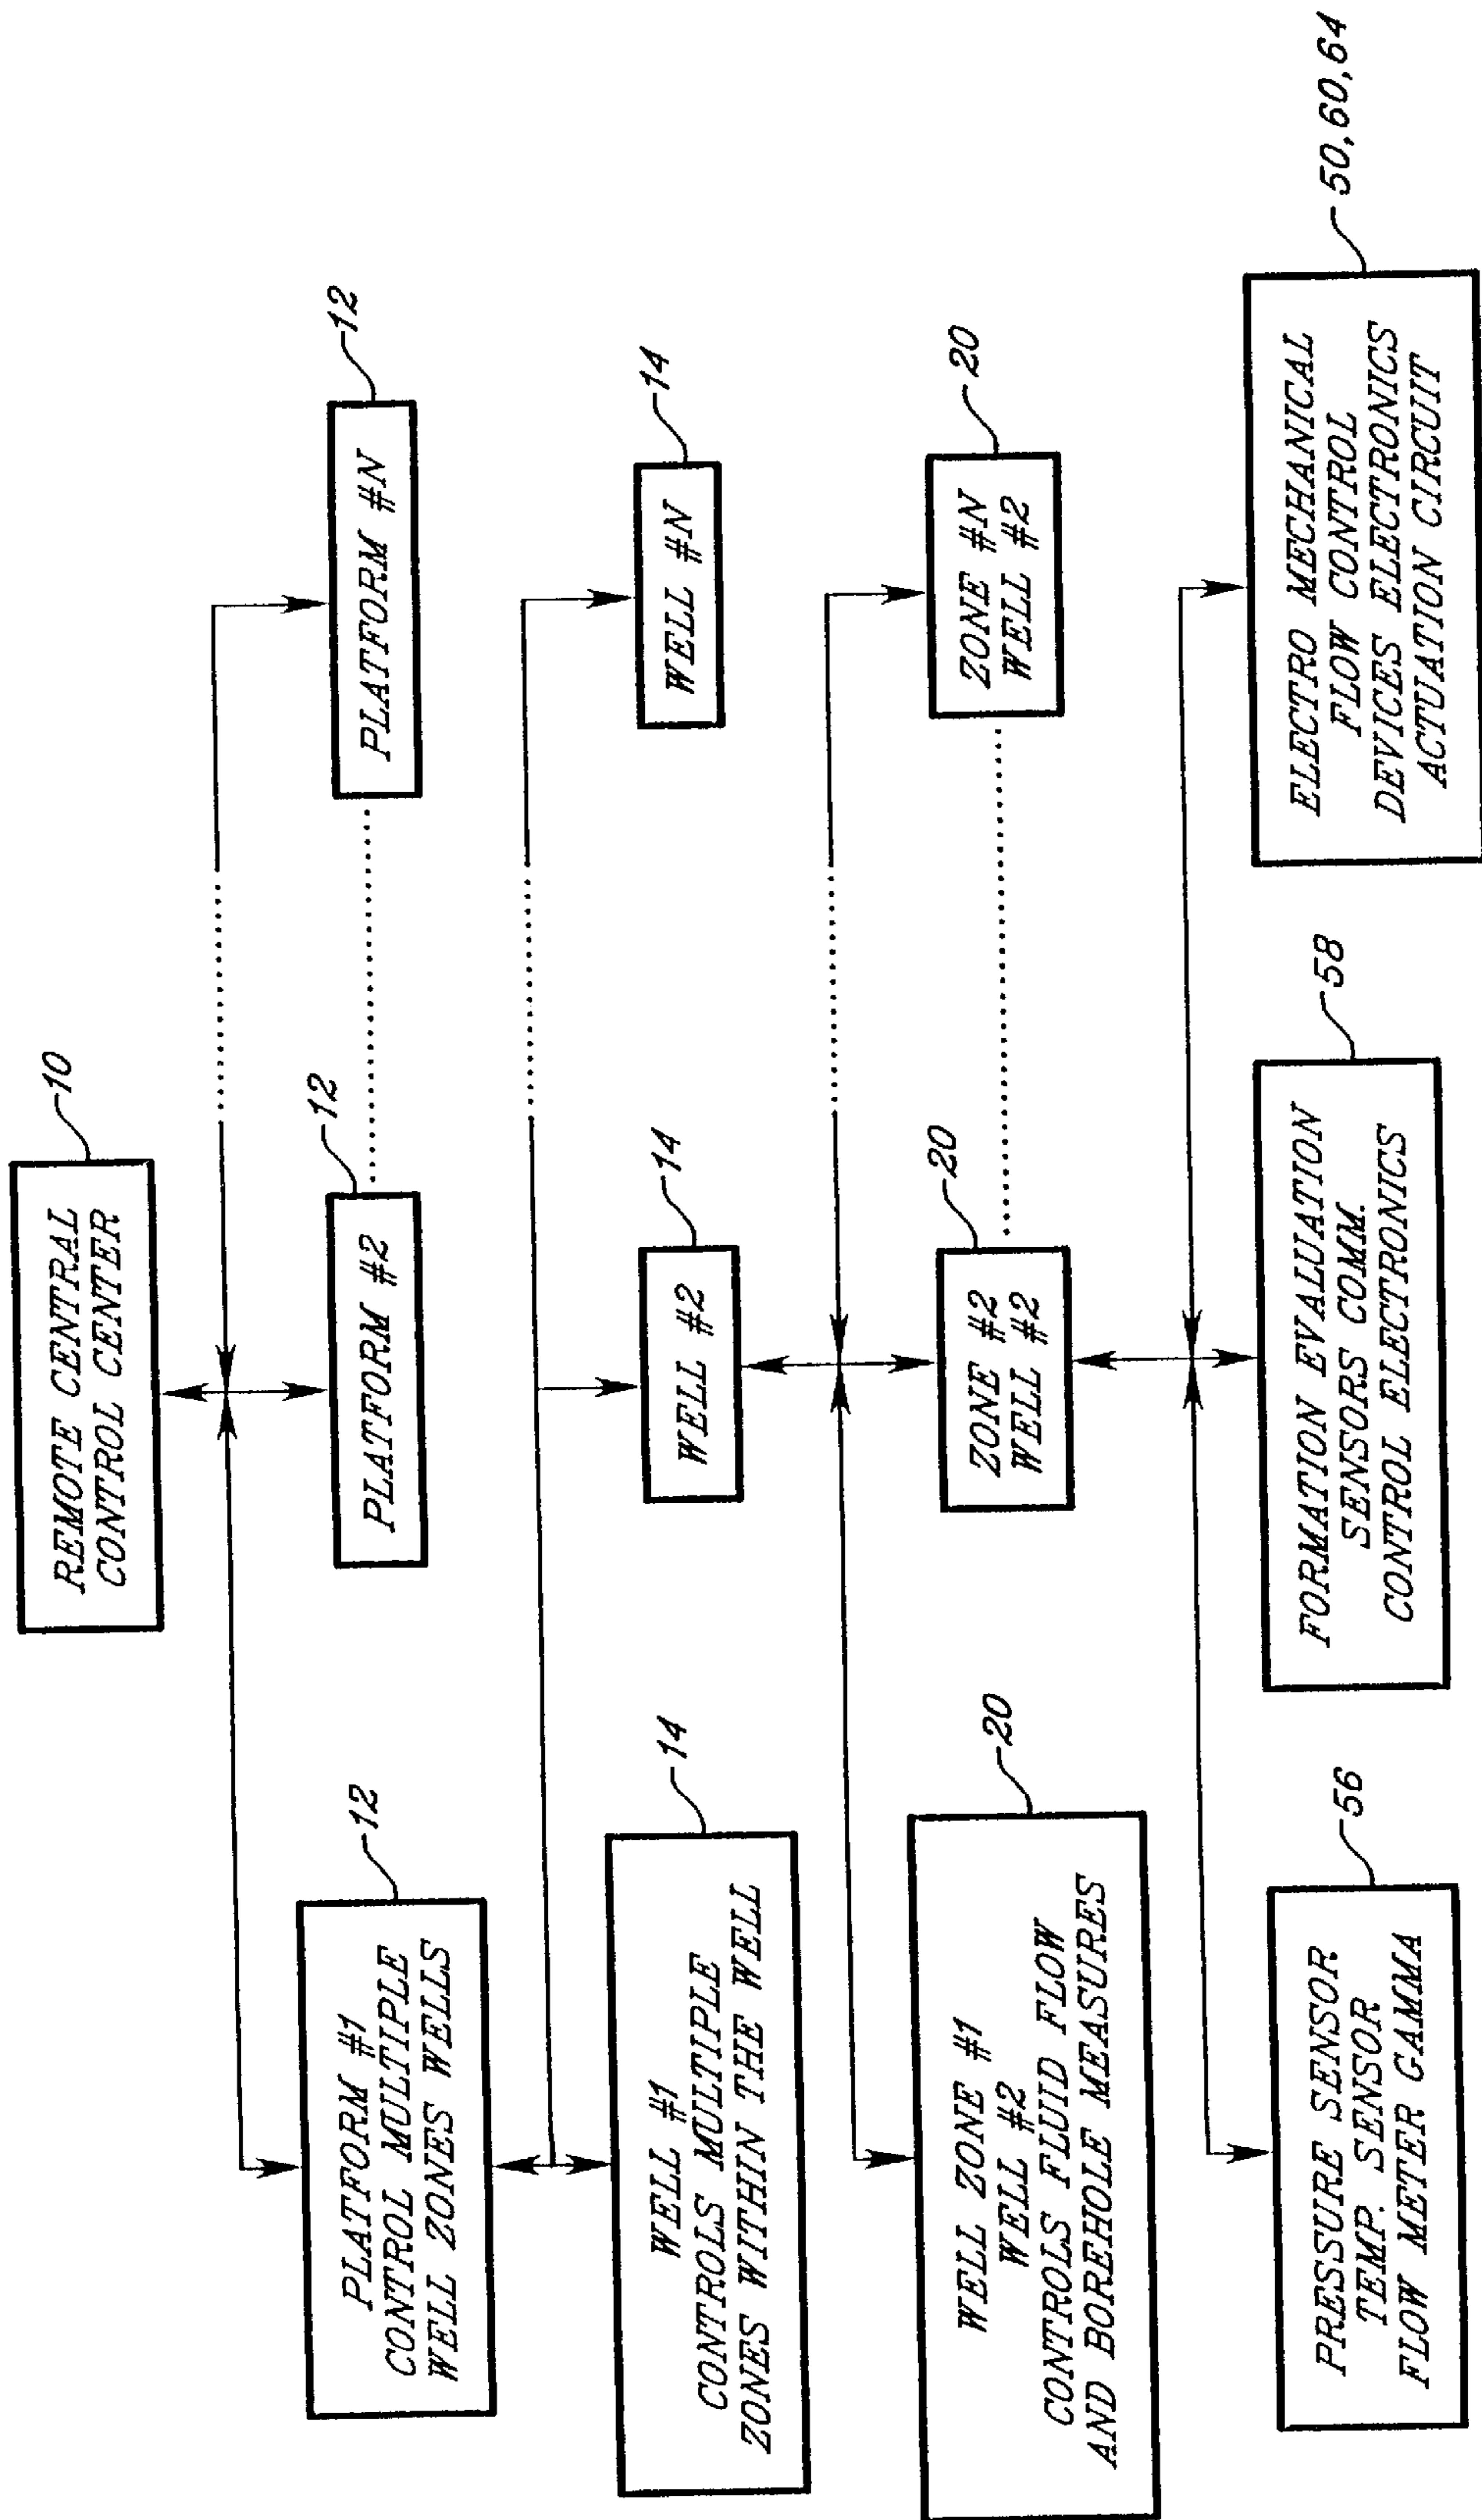 REMOTE CENTRAL
CONTROL CENTER
10
PLATFORM #1
CONTROL MULTIPLE
WELL ZONES WELLS
12
PLATFORM #2
12
PLATFORM #N
12
WELL #1
CONTROLS MULTIPLE
ZONES WITHIN THE WELL
14
WELL #2
14
WELL #N
14
WELL ZONE #1
WELL #2
CONTROLS FLUID FLOW
AND BOREHOLE MEASURES
20
ZONE #2
WELL #2
20
ZONE #N
WELL #2
20
PRESSURE SENSOR
TEMP. SENSOR
FLOW METER GAMMA
56
FORMATION EVALUATION
SENSORS COMM.
CONTROL ELECTRONICS
58
ELECTRO MECHANICAL
FLOW CONTROL
DEVICES ELECTRONICS
ACTUATION CIRCUIT
50,60,64